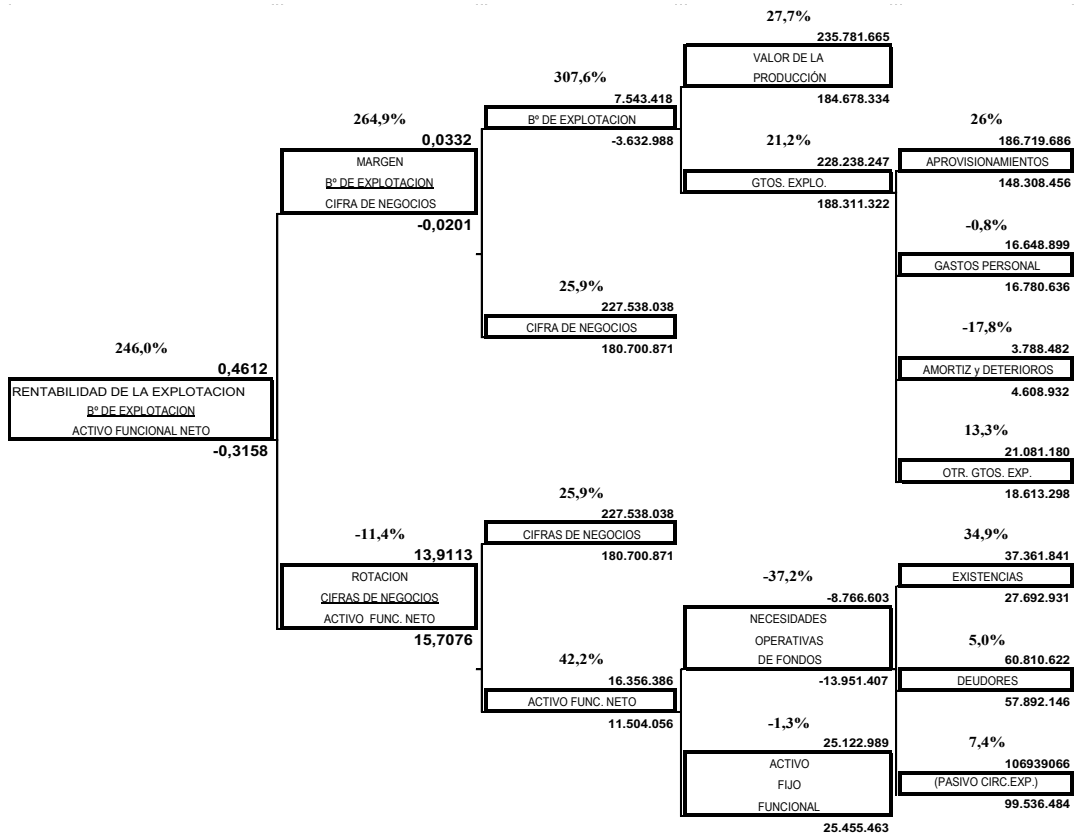 246,0%
0,4612
RENTABILIDAD DE LA EXPLOTACION
Bº DE EXPLOTACION
ACTIVO FUNCIONAL NETO
-0,3158
264,9%
0,0332
MARGEN
Bº DE EXPLOTACION
CIFRA DE NEGOCIOS
-0,0201
-11,4%
13,9113
ROTACION
CIFRAS DE NEGOCIOS
ACTIVO FUNC. NETO
15,7076
307,6%
7.543.418
Bº DE EXPLOTACION
-3.632.988
25,9%
227.538.038
CIFRA DE NEGOCIOS
180.700.871
25,9%
227.538.038
CIFRAS DE NEGOCIOS
180.700.871
42,2%
16.356.386
ACTIVO FUNC. NETO
11.504.056
27,7%
235.781.665
VALOR DE LA
PRODUCCIÓN
184.678.334
21,2%
228.238.247
GTOS. EXPLO.
188.311.322
-37,2%
-8.766.603
NECESIDADES
OPERATIVAS
DE FONDOS
-13.951.407
-1,3%
25.122.989
ACTIVO
FIJO
FUNCIONAL
25.455.463
26%
186.719.686
APROVISIONAMIENTOS
148.308.456
-0,8%
16.648.899
GASTOS PERSONAL
16.780.636
-17,8%
3.788.482
AMORTIZ y DETERIOROS
4.608.932
13,3%
21.081.180
OTR. GTOS. EXP.
18.613.298
34,9%
37.361.841
EXISTENCIAS
27.692.931
5,0%
60.810.622
DEUDORES
57.892.146
7,4%
106939066
(PASIVO CIRC.EXP.)
99.536.484